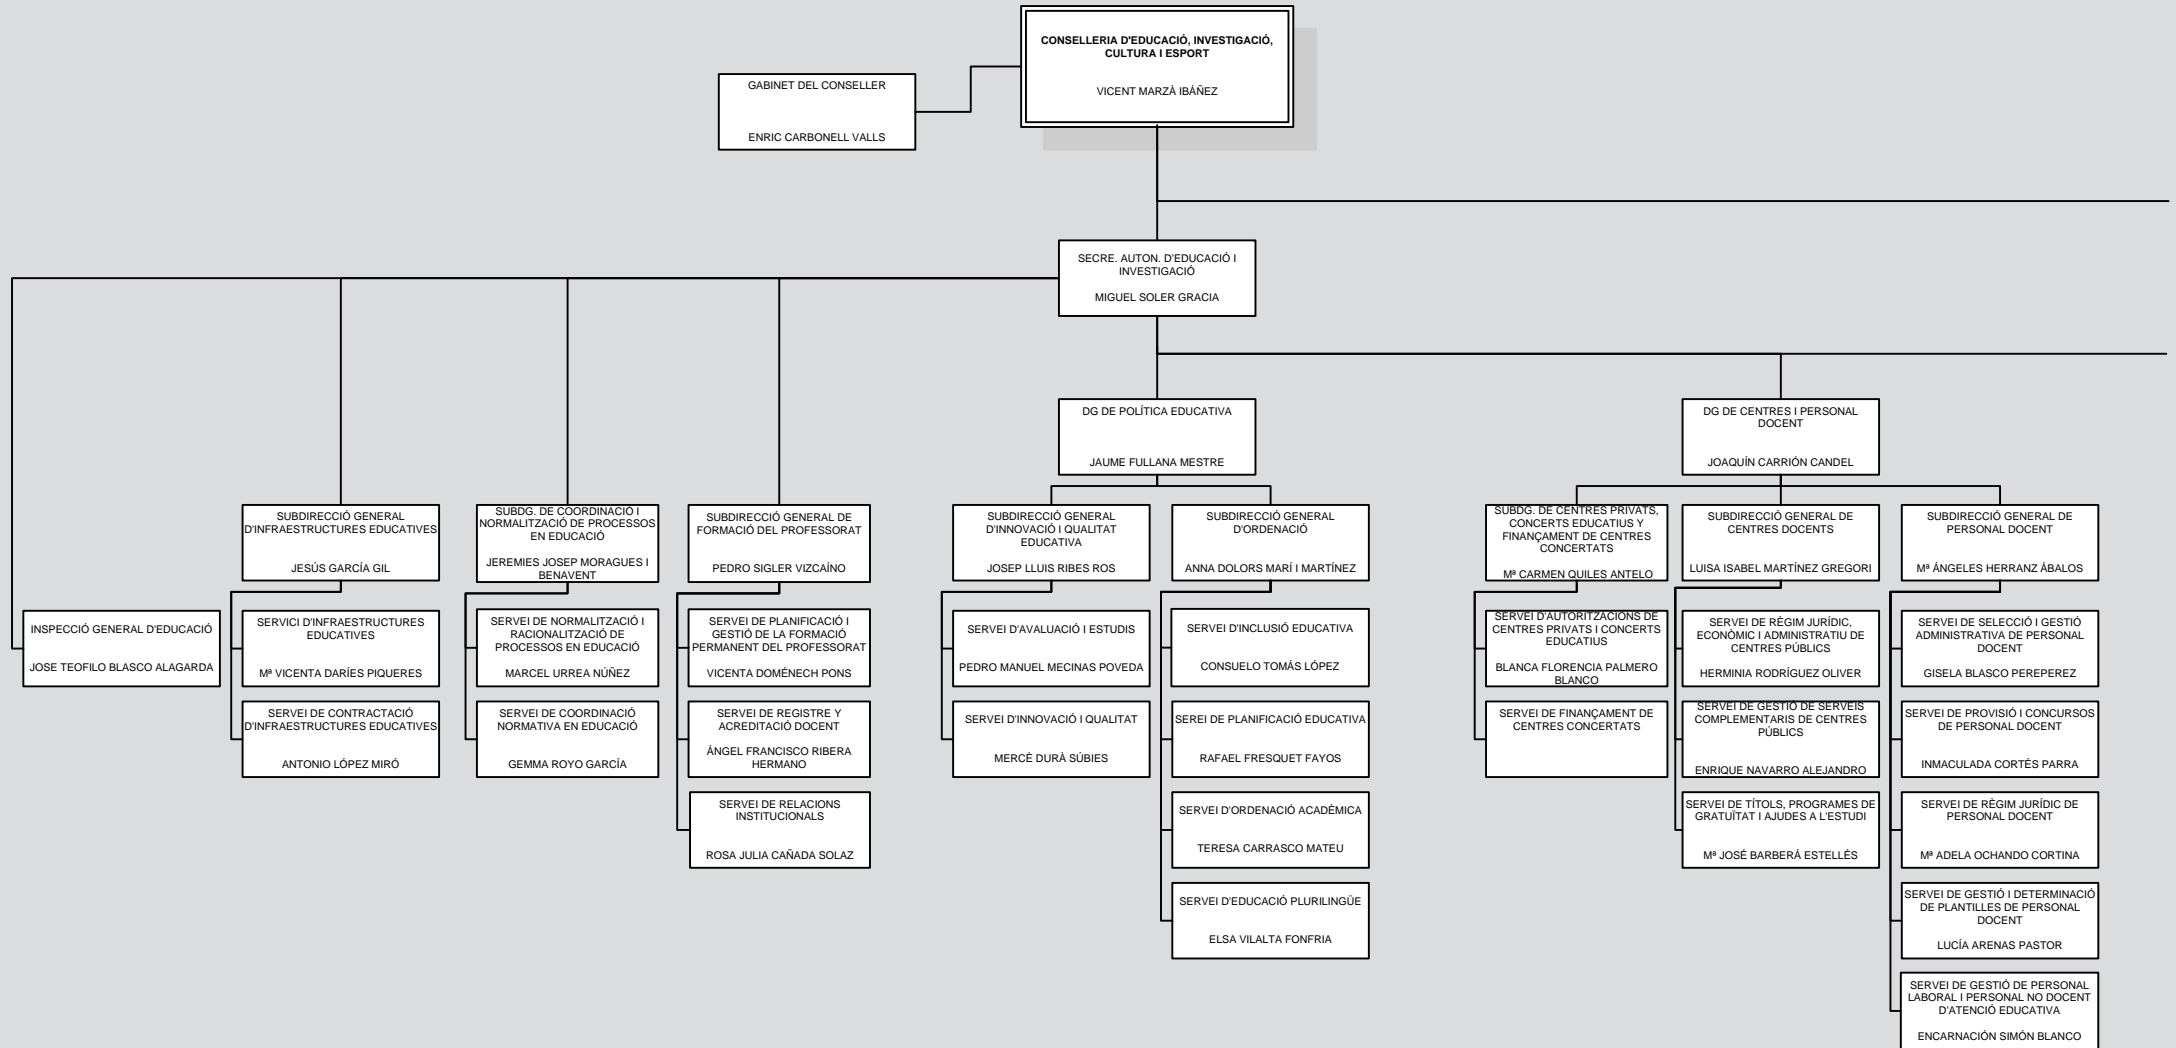 CONSELLERIA D'EDUCACIÓ, INVESTIGACIÓ,
CULTURA I ESPORT
VICENT MARZÀ IBÁÑEZ
GABINET DEL CONSELLER
ENRIC CARBONELL VALLS
SECRE. AUTON. D'EDUCACIÓ I
INVESTIGACIÓ
MIGUEL SOLER GRACIA
DG DE POLÍTICA EDUCATIVA
JAUME FULLANA MESTRE
DG DE CENTRES I PERSONAL
DOCENT
JOAQUÍN CARRIÓN CANDEL
SUBDIRECCIÓ GENERAL
D'INFRAESTRUCTURES EDUCATIVES
JESÚS GARCÍA GIL
SUBDG. DE COORDINACIÓ I
NORMALITZACIÓ DE PROCESSOS
EN EDUCACIÓ
JEREMIES JOSEP MORAGUES I
BENAVENT
SUBDIRECCIÓ GENERAL DE
FORMACIÓ DEL PROFESSORAT
PEDRO SIGLER VIZCAÍNO
SUBDIRECCIÓ GENERAL
D'INNOVACIÓ I QUALITAT
EDUCATIVA
JOSEP LLUIS RIBES ROS
SUBDIRECCIÓ GENERAL
D'ORDENACIÓ
ANNA DOLORS MARÍ I MARTÍNEZ
SUBDG. DE CENTRES PRIVATS,
CONCERTS EDUCATIUS Y
FINANÇAMENT DE CENTRES
CONCERTATS
Mª CARMEN QUILES ANTELO
SUBDIRECCIÓ GENERAL DE
CENTRES DOCENTS
LUISA ISABEL MARTÍNEZ GREGORI
SUBDIRECCIÓ GENERAL DE
PERSONAL DOCENT
Mª ÁNGELES HERRANZ ÁBALOS
INSPECCIÓ GENERAL D'EDUCACIÓ
JOSE TEOFILO BLASCO ALAGARDA
SERVICI D'INFRAESTRUCTURES
EDUCATIVES
Mª VICENTA DARÍES PIQUERES
SERVEI DE CONTRACTACIÓ
D'INFRAESTRUCTURES EDUCATIVES
ANTONIO LÓPEZ MIRÓ
SERVEI DE NORMALITZACIÓ I
RACIONALITZACIÓ DE
PROCESSOS EN EDUCACIÓ
MARCEL URREA NÚÑEZ
SERVEI DE COORDINACIÓ
NORMATIVA EN EDUCACIÓ
GEMMA ROYO GARCÍA
SERVEI DE PLANIFICACIÓ I
GESTIÓ DE LA FORMACIÓ
PERMANENT DEL PROFESSORAT
VICENTA DOMÉNECH PONS
SERVEI DE REGISTRE Y
ACREDITACIÓ DOCENT
ÁNGEL FRANCISCO RIBERA
HERMANO
SERVEI DE RELACIONS
INSTITUCIONALS
ROSA JULIA CAÑADA SOLAZ
SERVEI D'AVALUACIÓ I ESTUDIS
PEDRO MANUEL MECINAS POVEDA
SERVEI D'INNOVACIÓ I QUALITAT
MERCÈ DURÀ SÚBIES
SERVEI D'INCLUSIÓ EDUCATIVA
CONSUELO TOMÁS LÓPEZ
SEREI DE PLANIFICACIÓ EDUCATIVA
RAFAEL FRESQUET FAYOS
SERVEI D'ORDENACIÓ ACADÈMICA
TERESA CARRASCO MATEU
SERVEI D'EDUCACIÓ PLURILINGÜE
ELSA VILALTA FONFRIA
SERVEI D'AUTORITZACIONS DE
CENTRES PRIVATS I CONCERTS
EDUCATIUS
BLANCA FLORENCIA PALMERO
BLANCO
SERVEI DE FINANÇAMENT DE
CENTRES CONCERTATS
SERVEI DE RÈGIM JURÍDIC,
ECONÒMIC I ADMINISTRATIU DE
CENTRES PÚBLICS
HERMINIA RODRÍGUEZ OLIVER
SERVEI DE GESTIÓ DE SERVEIS
COMPLEMENTARIS DE CENTRES
PÚBLICS
ENRIQUE NAVARRO ALEJANDRO
SERVEI DE TÍTOLS, PROGRAMES DE
GRATUÏTAT I AJUDES A L'ESTUDI
Mª JOSÉ BARBERÁ ESTELLÉS
SERVEI DE SELECCIÓ I GESTIÓ
ADMINISTRATIVA DE PERSONAL
DOCENT
GISELA BLASCO PEREPEREZ
SERVEI DE PROVISIÓ I CONCURSOS
DE PERSONAL DOCENT
INMACULADA CORTÉS PARRA
SERVEI DE RÈGIM JURÍDIC DE
PERSONAL DOCENT
Mª ADELA OCHANDO CORTINA
SERVEI DE GESTIÓ I DETERMINACIÓ
DE PLANTILLES DE PERSONAL
DOCENT
LUCÍA ARENAS PASTOR
SERVEI DE GESTIÓ DE PERSONAL
LABORAL I PERSONAL NO DOCENT
D'ATENCIÓ EDUCATIVA
ENCARNACIÓN SIMÓN BLANCO